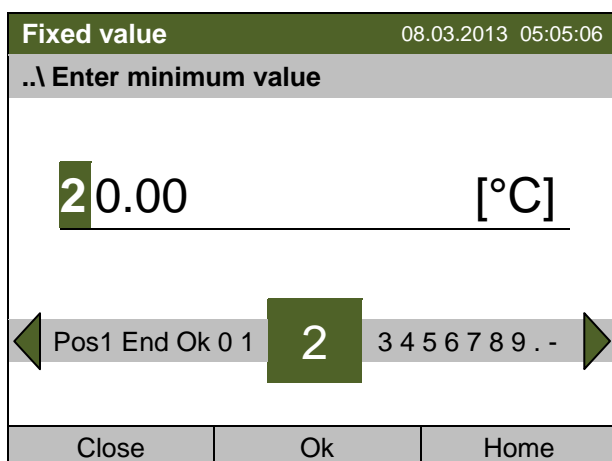 Fixed value 08.03.2013 05:05:06
..\ Enter minimum value
20.00 [°C]
Pos1 End Ok 0 1 2 3 4 5 6 7 8 9 . -
Close Ok Home